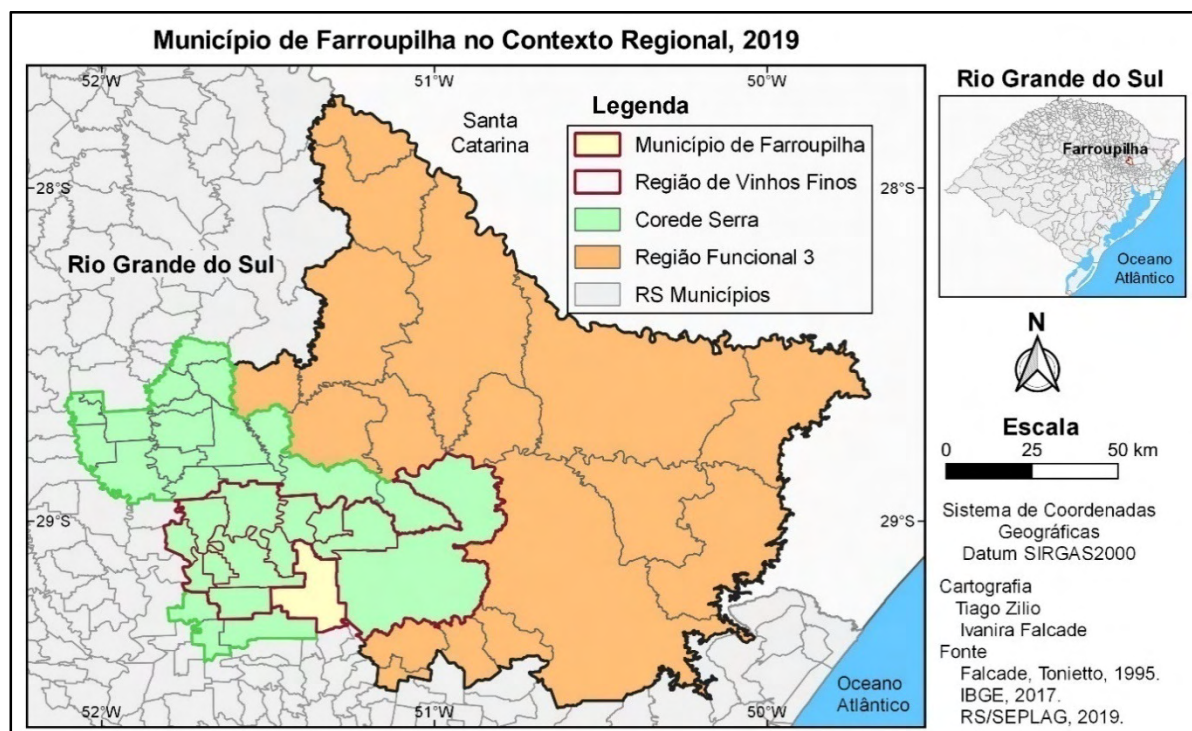 Município de Farroupilha no Contexto Regional, 2019
52°W
51°W
50°W
28°S
28°S
29°S
29°S
52°W
51°W
50°W
Santa
Catarina
Rio Grande do Sul
Legenda
Município de Farroupilha
Região de Vinhos Finos
Corede Serra
Região Funcional 3
RS Municípios
Oceano
Atlântico
Rio Grande do Sul
Farroupilha
Oceano
Atlântico
N
Escala
0 25 50 km
Sistema de Coordenadas
Geográficas
Datum SIRGAS2000
Cartografia
Tiago Zilio
Ivanira Falcade
Fonte
Falcade, Tonietto, 1995.
IBGE, 2017.
RS/SEPLAG, 2019.